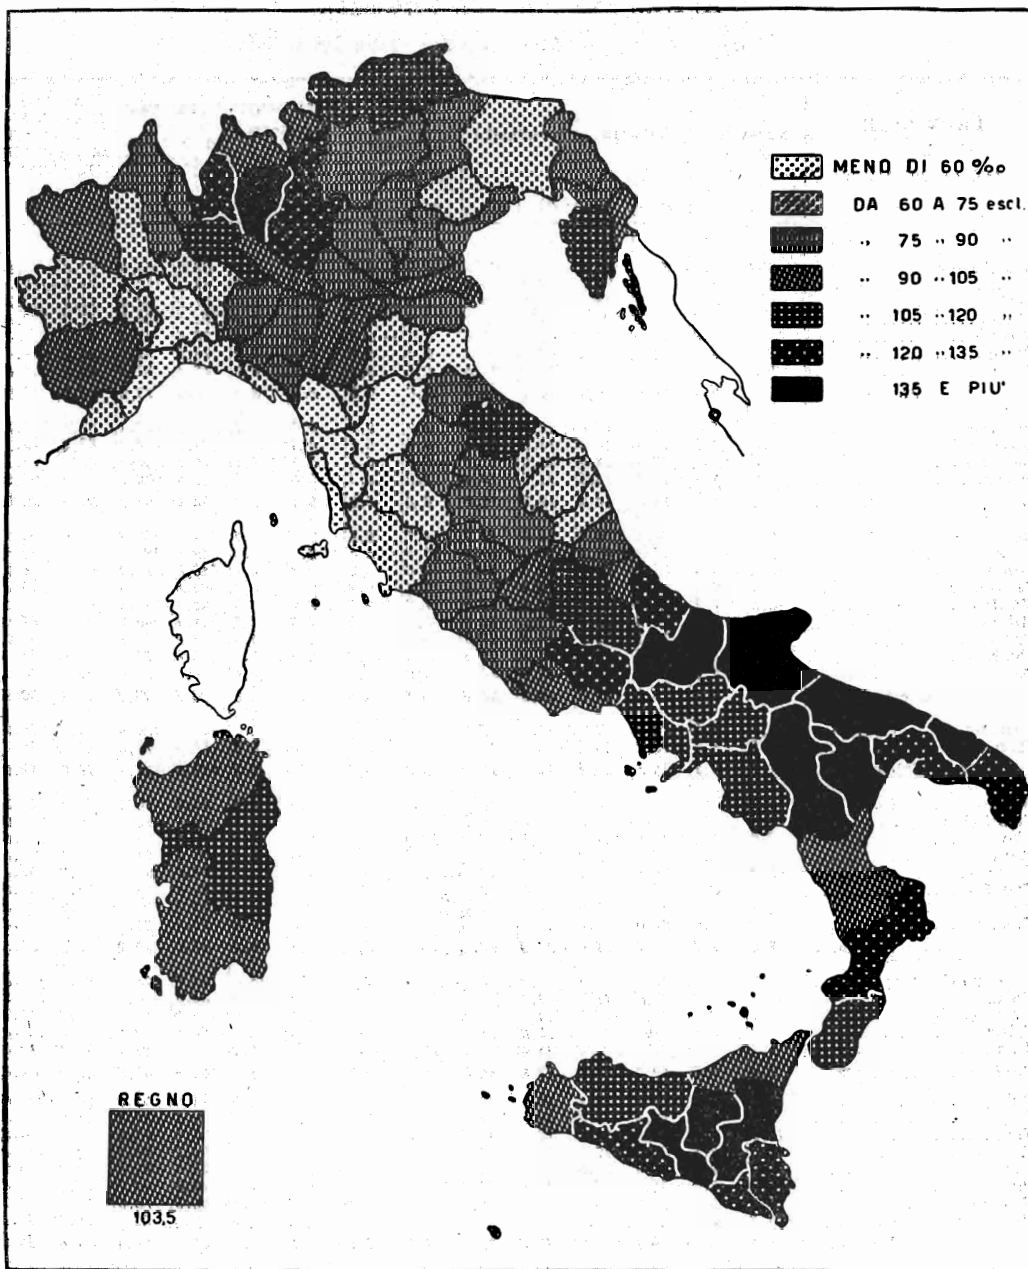 MENO DI 60 ‰
DA 60 A 75 escl.
„ 75 „ 90 „
„ 90 „ 105 „
„ 105 „ 120 „
„ 120 „ 135 „
135 E PIU'
REGNO
103,5